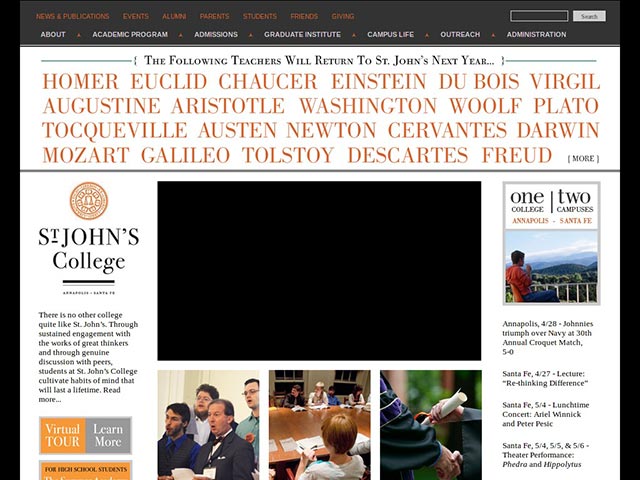 NEWS & PUBLICATIONS EVENTS ALUMNI PARENTS STUDENTS FRIENDS GIVING Search
ABOUT ACADEMIC PROGRAM ADMISSIONS GRADUATE INSTITUTE CAMPUS LIFE OUTREACH ADMINISTRATION
{ THE FOLLOWING TEACHERS WILL RETURN TO ST. JOHN'S NEXT YEAR... }
HOMER EUCLID CHAUCER EINSTEIN DU BOIS VIRGIL
AUGUSTINE ARISTOTLE WASHINGTON WOOLF PLATO
TOCQUEVILLE AUSTEN NEWTON CERVANTES DARWIN
MOZART GALILEO TOLSTOY DESCARTES FREUD { MORE }
ST JOHN'S
College
ANNAPOLIS • SANTA FE
There is no other college
quite like St. John's. Through
sustained engagement with
the works of great thinkers
and through genuine
discussion with peers,
students at St. John's College
cultivate habits of mind that
will last a lifetime. Read
more...
Virtual
TOUR
Learn
More
FOR HIGH SCHOOL STUDENTS
one | two
COLLEGE | CAMPUSES
ANNAPOLIS - SANTA FE
Annapolis, 4/28 - Johnnies
triumph over Navy at 30th
Annual Croquet Match,
5-0
Santa Fe, 4/27 - Lecture:
“Re-thinking Difference”
Santa Fe, 5/4 - Lunchtime
Concert: Ariel Winnick
and Peter Pesic
Santa Fe, 5/4, 5/5, & 5/6 -
Theater Performance:
Phedra and Hippolytus